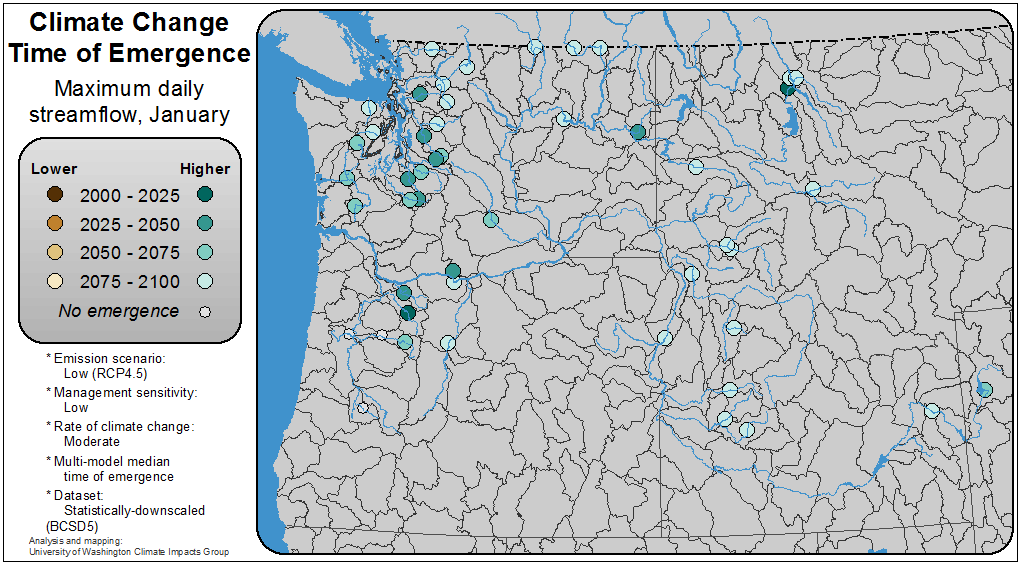 Climate Change
Time of Emergence
Maximum daily
streamflow, January
Lower Higher
2000 - 2025
2025 - 2050
2050 - 2075
2075 - 2100
No emergence
* Emission scenario:
Low (RCP4.5)
* Management sensitivity:
Low
* Rate of climate change:
Moderate
* Multi-model median
time of emergence
* Dataset:
Statistically-downscaled
(BCSD5)
Analysis and mapping:
University of Washington Climate Impacts Group